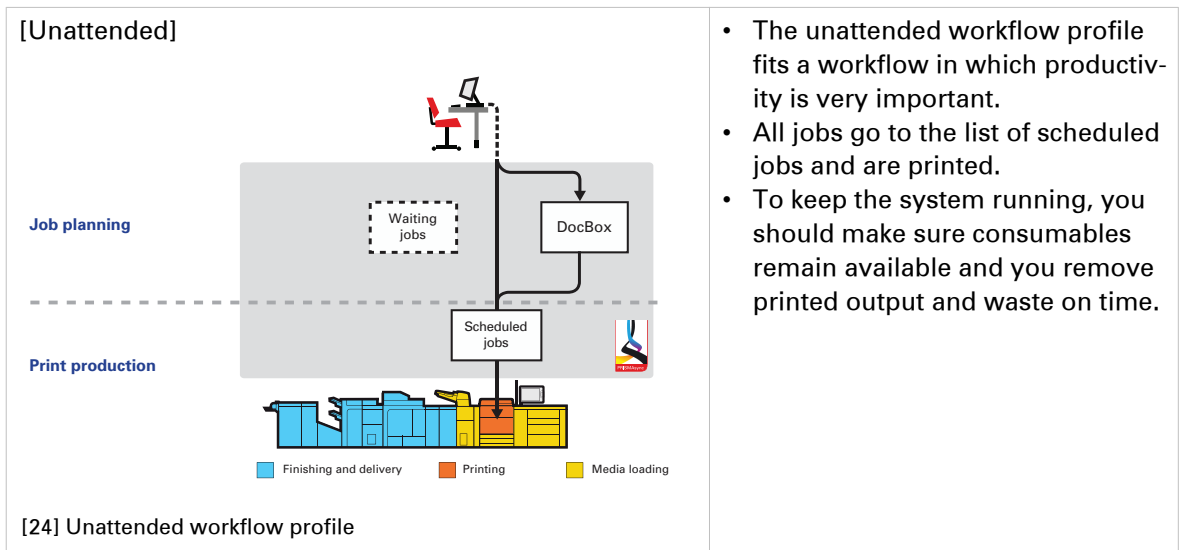 [Unattended]
Job planning
Waiting
jobs
DocBox
Scheduled
jobs
Print production
PRISMAsync
Finishing and delivery
Printing
Media loading
[24] Unattended workflow profile
• The unattended workflow profile
fits a workflow in which productiv-
ity is very important.
• All jobs go to the list of scheduled
jobs and are printed.
• To keep the system running, you
should make sure consumables
remain available and you remove
printed output and waste on time.